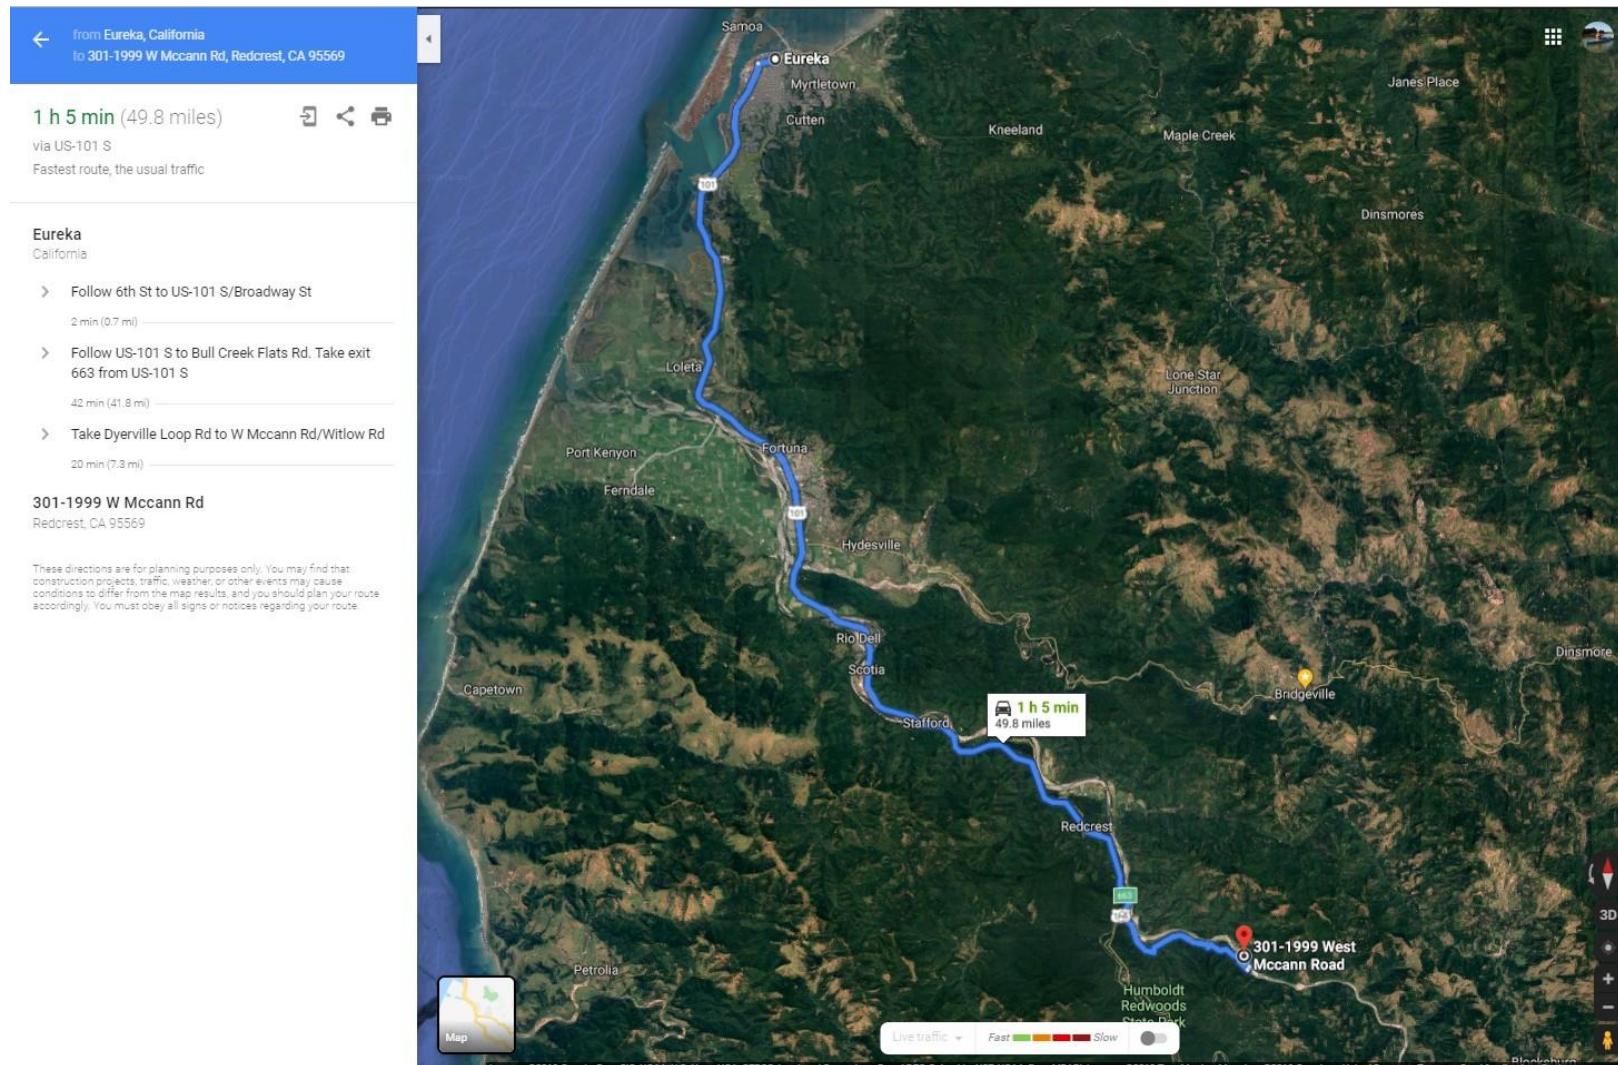 from Eureka, California
to 301-1999 W Mccann Rd, Redcrest, CA 95569
1 h 5 min (49.8 miles)
via US-101 S
Fastest route, the usual traffic
Eureka
California
Follow 6th St to US-101 S/Broadway St
2 min (0.7 mi)
Follow US-101 S to Bull Creek Flats Rd. Take exit
663 from US-101 S
42 min (41.8 mi)
Take Dyerville Loop Rd to W Mccann Rd/Witlow Rd
20 min (7.3 mi)
301-1999 W Mccann Rd
Redcrest, CA 95569
These directions are for planning purposes only. You may find that
construction projects, traffic, weather, or other events may cause
conditions to differ from the map results, and you should plan your route
accordingly. You must obey all signs or notices regarding your route.
Samoa
Eureka
Myrtletown
Cutten
Janes Place
Kneeland
Maple Creek
101
Dinsmores
Loleta
Lone Star
Junction
Port Kenyon
Fortuna
Ferndale
101
Hydesville
Rio Dell
Scotia
Dinsmore
Capetown
Bridgeville
1 h 5 min
49.8 miles
Stafford
Redcrest
663
301-1999 West
Mccann Road
3D
Petrolia
Humboldt
Redwoods
State Park
Map
Live traffic
Fast
Slow
Blocksburg